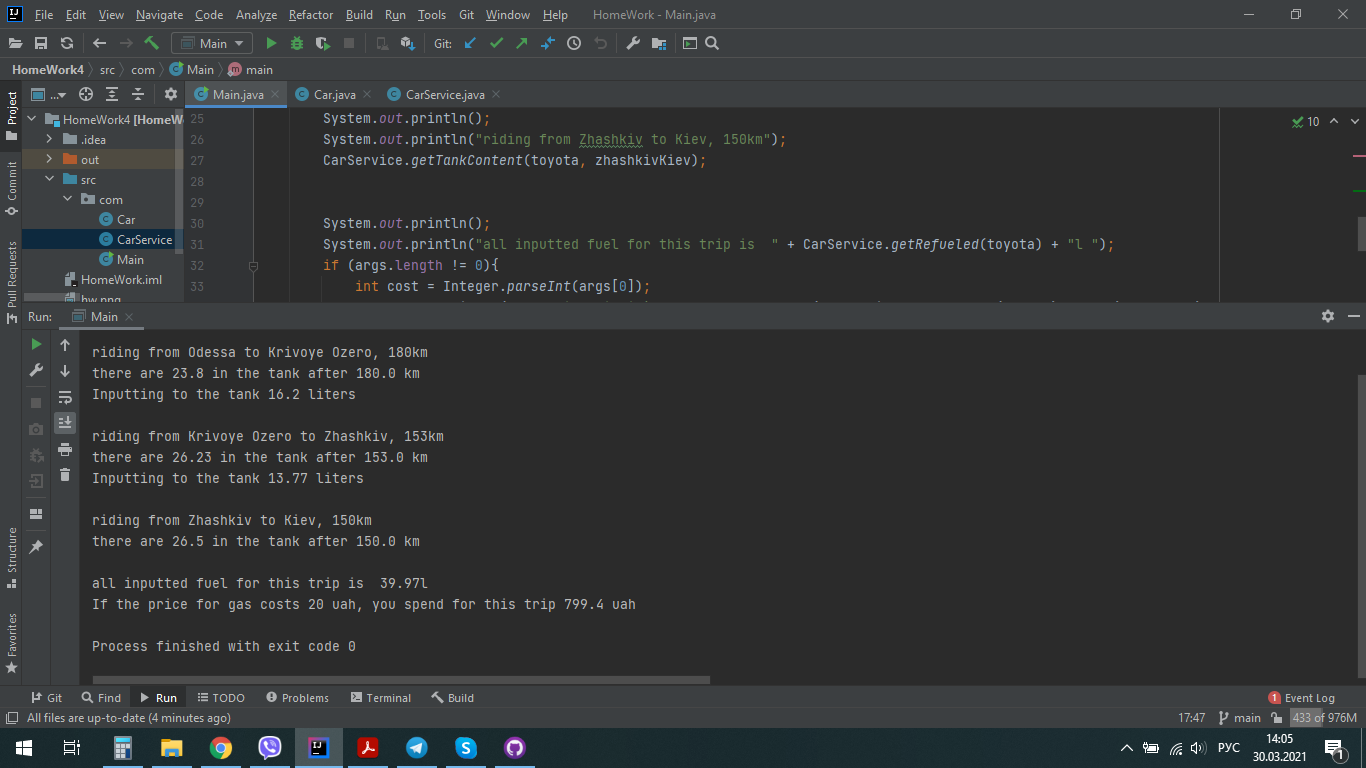 File Edit View Navigate Code Analyze Refactor Build Run Tools Git Window Help HomeWork - Main.java
Main Git:
HomeWork4 src com Main main
Project
Commit
Pull Requests
Structure
Favorites
...
HomeWork4 [HomeW
.idea
out
src
com
Car
CarService
Main
HomeWork.iml
hw.png
Main.java Car.java CarService.java
10
25 System.out.println();
26 System.out.println("riding from Zhashkiv to Kiev, 150km");
27 CarService.getTankContent(toyota, zhashkivKiev);
28
29
30 System.out.println();
31 System.out.println("all inputted fuel for this trip is  " + CarService.getRefueled(toyota) + "l ");
32 if (args.length != 0){
33 int cost = Integer.parseInt(args[0]);
Run: Main
riding from Odessa to Krivoye Ozero, 180km
there are 23.8 in the tank after 180.0 km
Inputting to the tank 16.2 liters
riding from Krivoye Ozero to Zhashkiv, 153km
there are 26.23 in the tank after 153.0 km
Inputting to the tank 13.77 liters
riding from Zhashkiv to Kiev, 150km
there are 26.5 in the tank after 150.0 km
all inputted fuel for this trip is  39.97l
If the price for gas costs 20 uah, you spend for this trip 799.4 uah
Process finished with exit code 0
Git Find Run TODO Problems Terminal Build 1 Event Log
All files are up-to-date (4 minutes ago) 17:47 main 433 of 976M
РУС
14:05
30.03.2021
1